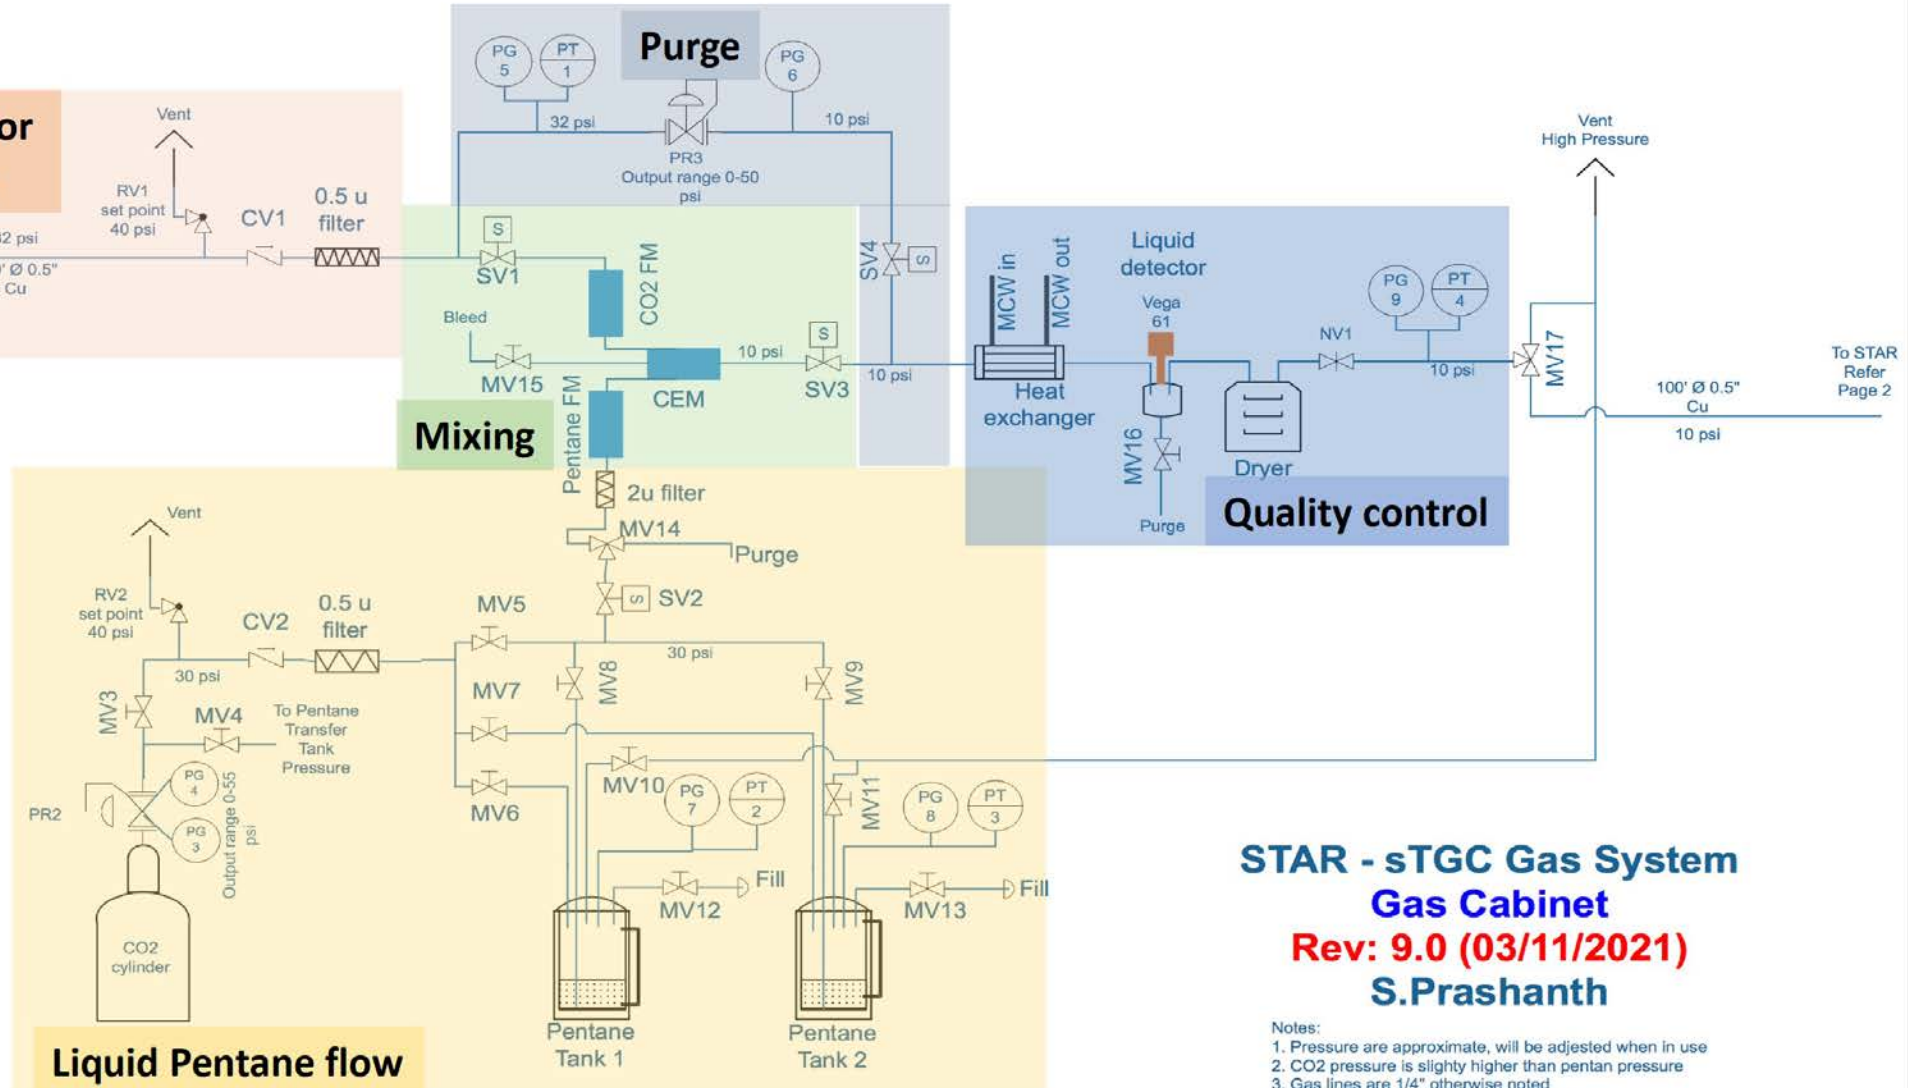 Purge
PG
5
PT
1
PG
6
32 psi
10 psi
PR3
Output range 0-50
psi
or
Vent
RV1
set point
40 psi
CV1
0.5 u
filter
2 psi
' Ø 0.5"
Cu
S
SV1
CO2 FM
Bleed
MV15
Pentane FM
CEM
10 psi
S
SV3
Mixing
SV4
S
10 psi
MCW in
MCW out
Heat
exchanger
Liquid
detector
Vega
61
MV16
Purge
Dryer
NV1
PG
9
PT
4
10 psi
Quality control
Vent
High Pressure
MV17
To STAR
Refer
Page 2
100' Ø 0.5"
Cu
10 psi
2u filter
MV14
Purge
S
SV2
Vent
RV2
set point
40 psi
CV2
0.5 u
filter
30 psi
MV5
30 psi
MV8
MV9
MV7
MV3
MV4
To Pentane
Transfer
Tank
Pressure
MV10
MV6
MV11
PR2
PG
4
PG
3
Output range 0-55
psi
PG
7
PT
2
PG
8
PT
3
MV12
Fill
MV13
Fill
CO2
cylinder
Pentane
Tank 1
Pentane
Tank 2
Liquid Pentane flow
STAR - sTGC Gas System
Gas Cabinet
Rev: 9.0 (03/11/2021)
S.Prashanth
Notes:
1. Pressure are approximate, will be adjested when in use
2. CO2 pressure is slighty higher than pentan pressure
3. Gas lines are 1/4" otherwise noted